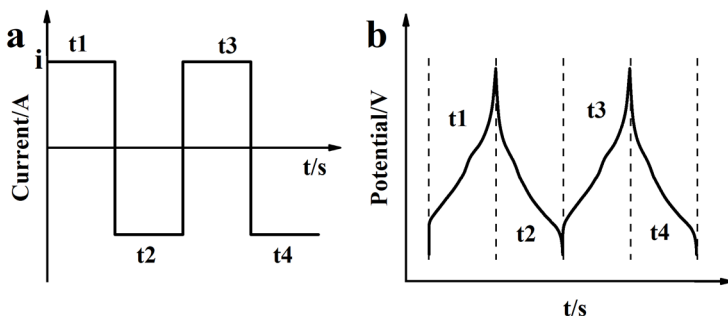 a
Current/A
i
t1
t3
t/s
t2
t4
b
Potential/V
t1
t3
t2
t4
t/s